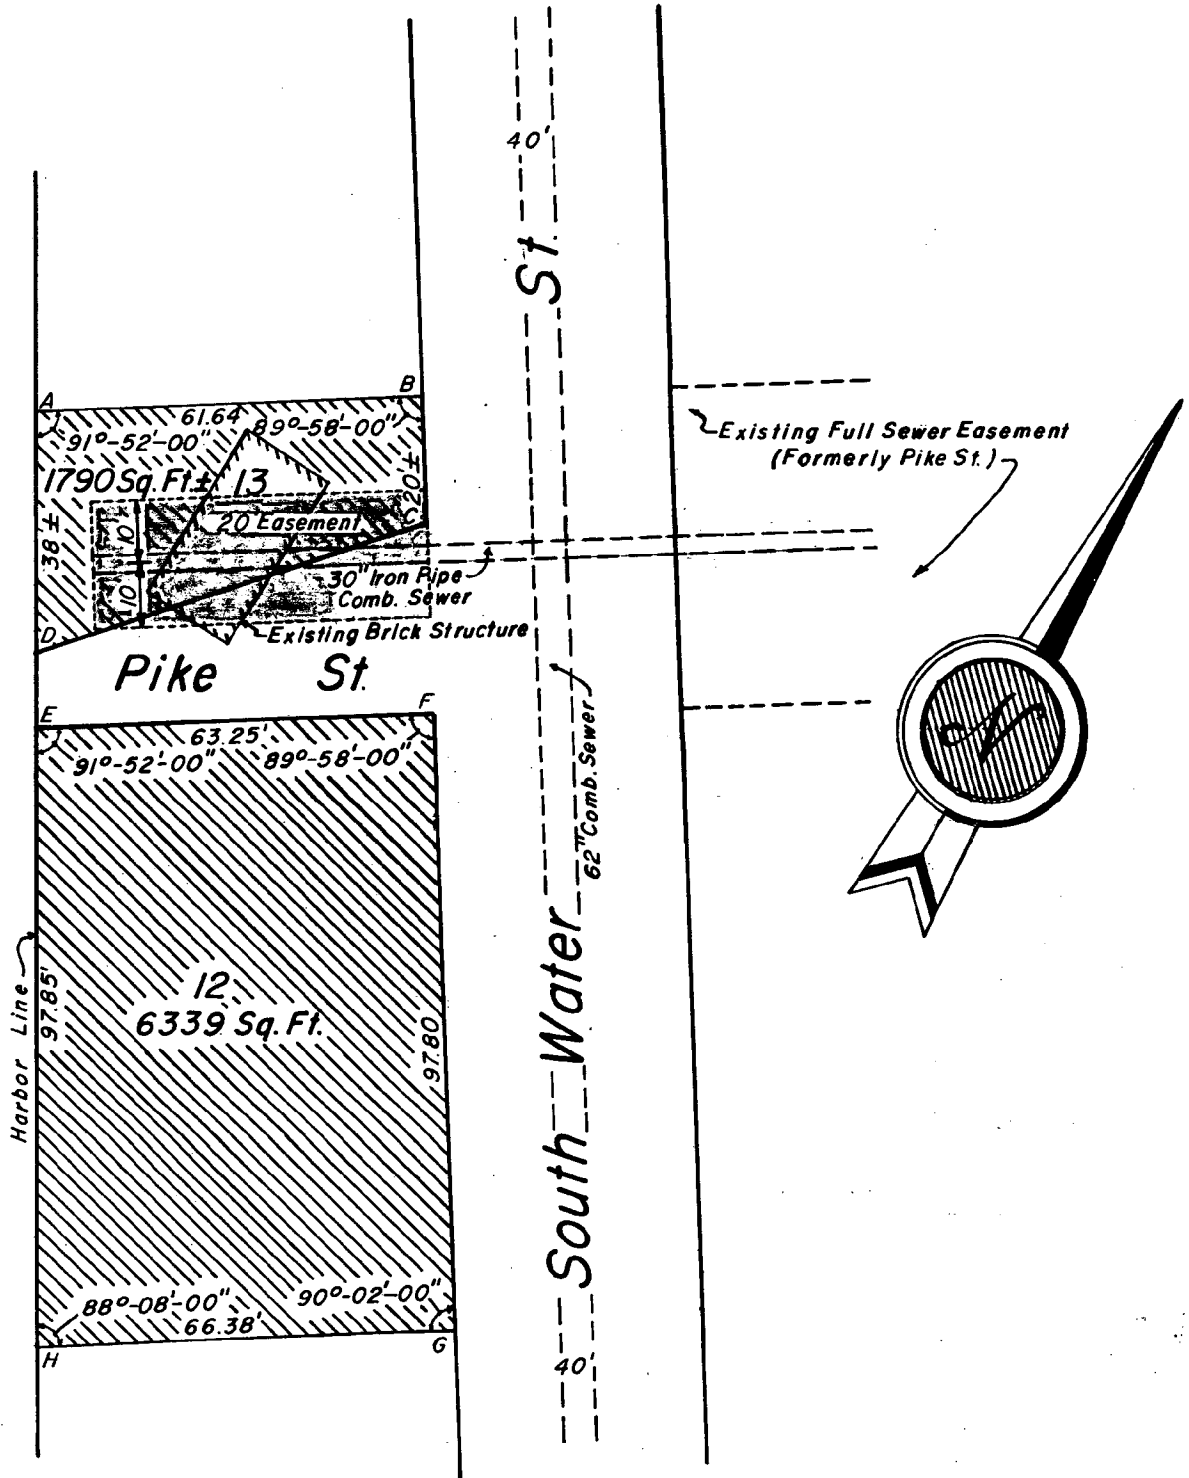 40'
South Water St.
A
B
61.64
91°-52'-00"
89°-58'-00"
1790 Sq. Ft ±
13
20' ±
38 ±
10
10
20 Easement
C
D
30" Iron Pipe
Comb. Sewer
Existing Brick Structure
Existing Full Sewer Easement
(Formerly Pike St.)
Pike St.
E
F
63.25'
91°-52'-00"
89°-58'-00"
62" Comb. Sewer
N
Harbor Line
97.85'
12
6339 Sq. Ft.
97.80
88°-08'-00"
90°-02'-00"
66.38'
H
G
40'